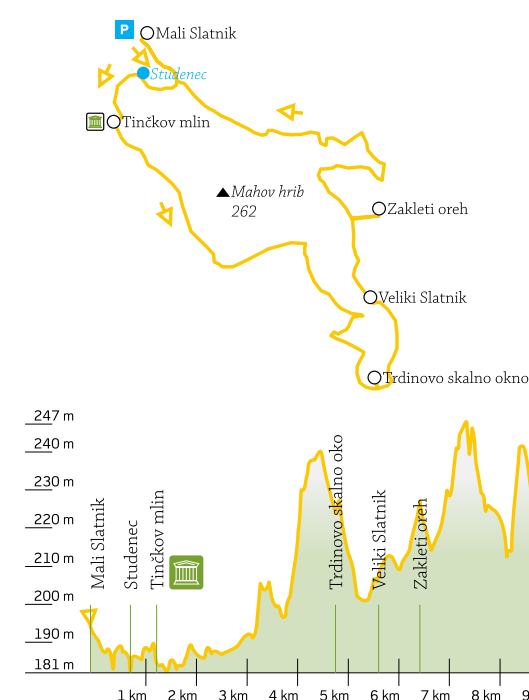 P
Mali Slatnik
Studenec
Tinčkov mlin
Mahov hrib
262
Zakleti oreh
Veliki Slatnik
Trdinovo skalno okno
247 m
240 m
230 m
220 m
210 m
200 m
190 m
181 m
Mali Slatnik
Studenec
Tinčkov mlin
Trdinovo skalno oko
Veliki Slatnik
Zakleti oreh
1 km
2 km
3 km
4 km
5 km
6 km
7 km
8 km
9